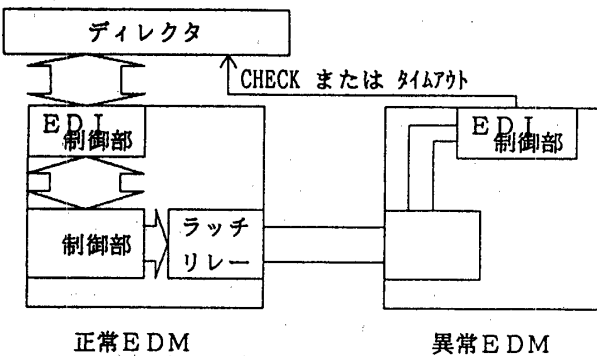 ディレクタ
CHECK または タイムアウト
EDI
制御部
EDI
制御部
制御部
ラッチ
リレー
正常EDM
異常EDM